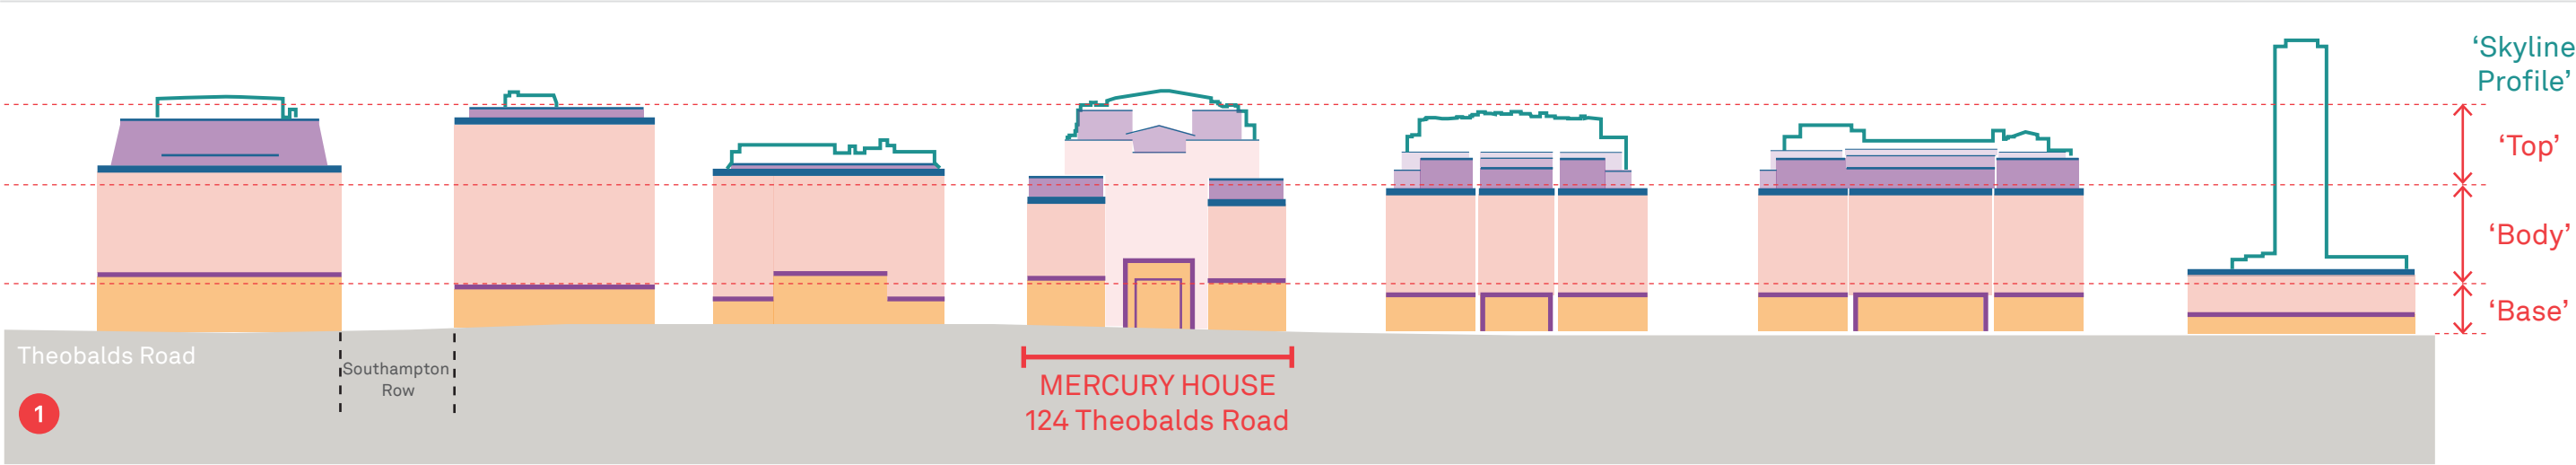 ‘Skyline
Profile’
‘Top’
‘Body’
‘Base’
Theobalds Road
Southampton
Row
1
MERCURY HOUSE
124 Theobalds Road